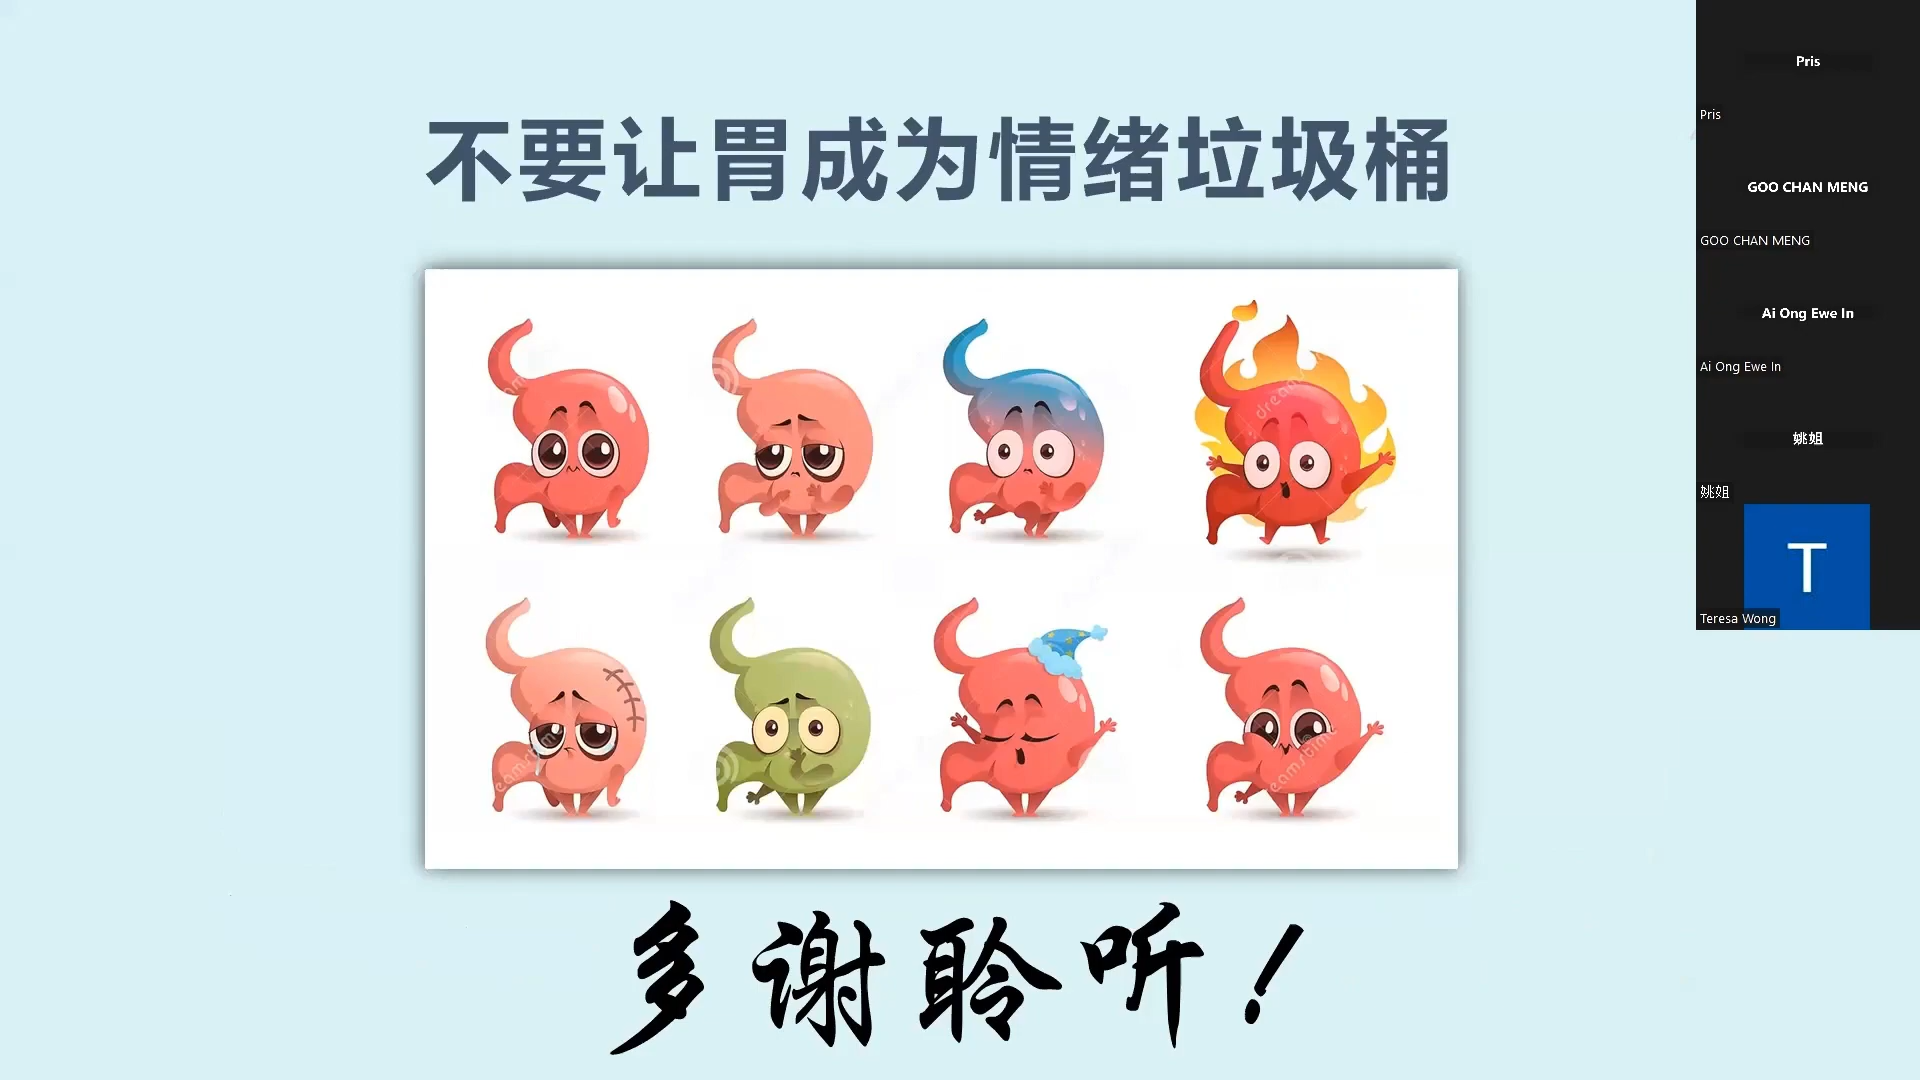 不要让胃成为情绪垃圾桶
多谢聆听！
Pris
Pris
GOO CHAN MENG
GOO CHAN MENG
Ai Ong Ewe In
Ai Ong Ewe In
姚姐
姚姐
T
Teresa Wong